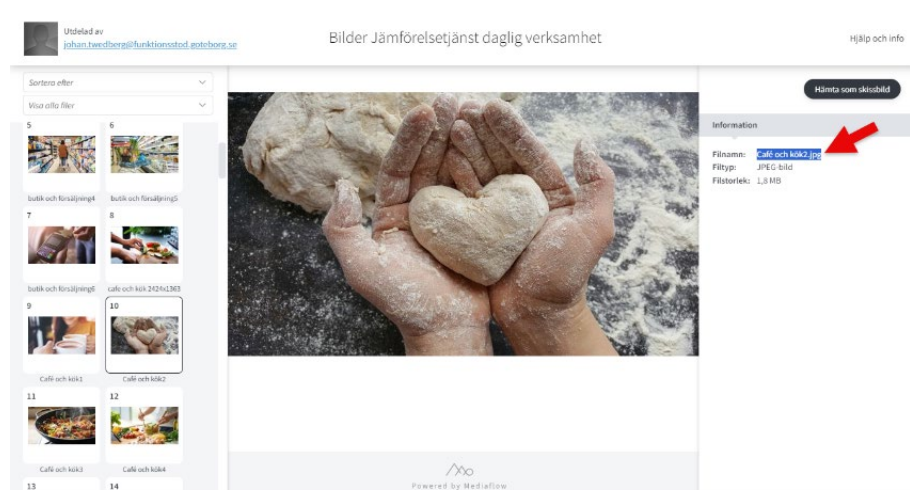 Utdelad av
johan.twedberg@funktionsstod.goteborg.se
Bilder Jämförelsetjänst daglig verksamhet
Hjälp och info
Sortera efter
Visa alla filer
5 6
butik och försäljning4 butik och försäljning5
7 8
butik och försäljning6 cafe och kök 2424x1363
9 10
Café och kök1 Café och kök2
11 12
Café och kök3 Café och kök4
13 14
Hämta som skissbild
Information
Filnamn: Café och kök2.jpg
Filtyp: JPEG-bild
Filstorlek: 1,8 MB
Powered by Mediaflow